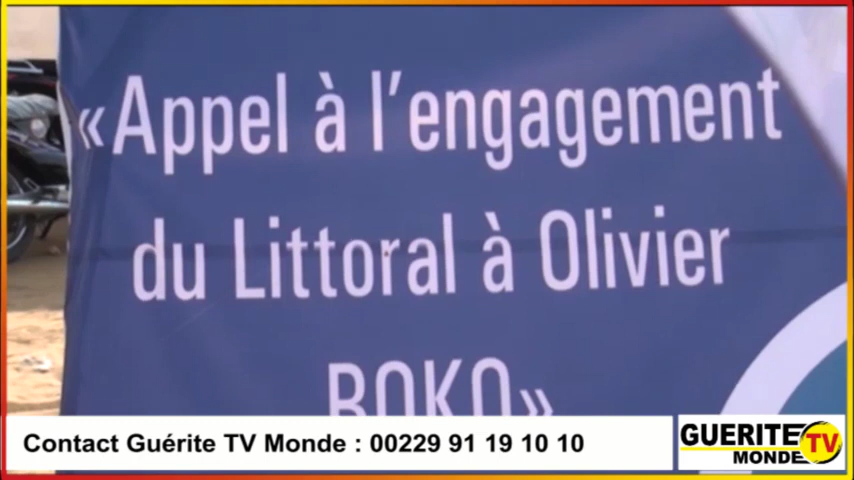 «Appel à l'engagement
du Littoral à Olivier
BOKO»
Contact Guérite TV Monde : 00229 91 19 10 10
GUERITE TV
MONDE